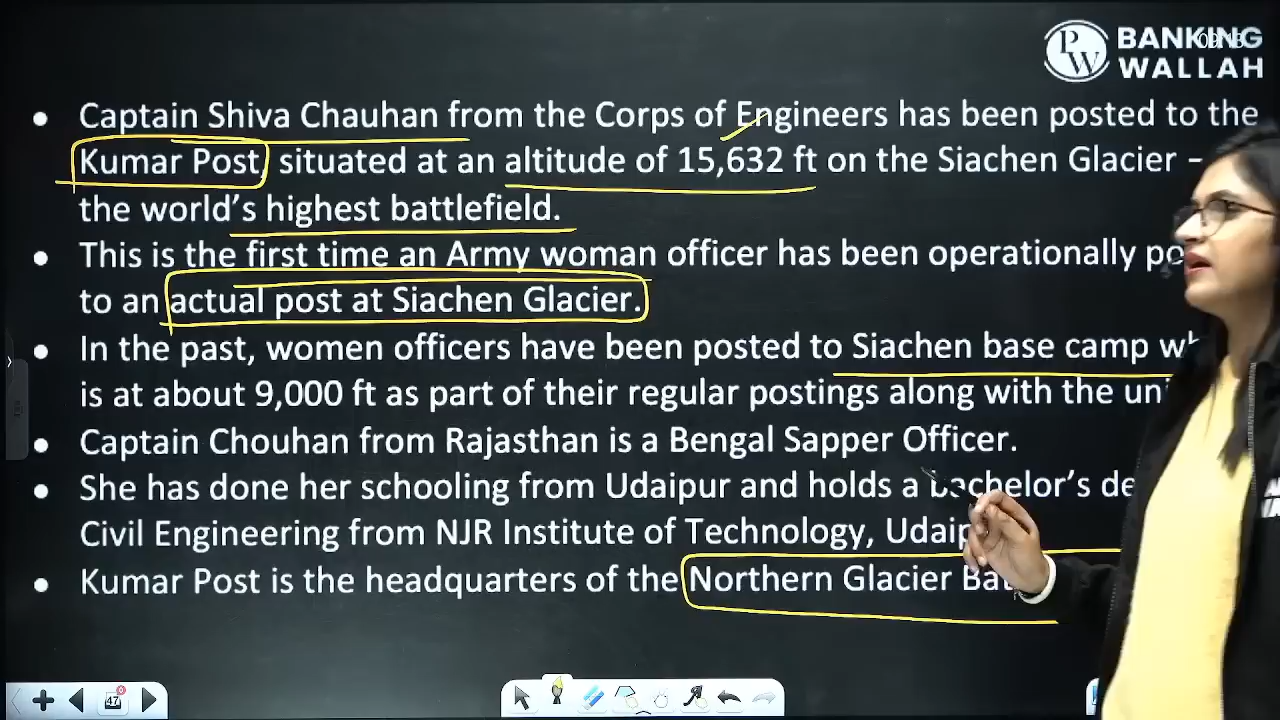 BANKING
WALLAH
PW
• Captain Shiva Chauhan from the Corps of Engineers has been posted to the
Kumar Post, situated at an altitude of 15,632 ft on the Siachen Glacier –
the world's highest battlefield.
• This is the first time an Army woman officer has been operationally
to an actual post at Siachen Glacier.
• In the past, women officers have been posted to Siachen base camp
is at about 9,000 ft as part of their regular postings along with the
• Captain Chouhan from Rajasthan is a Bengal Sapper Officer.
• She has done her schooling from Udaipur and holds a bachelor's
Civil Engineering from NJR Institute of Technology,
• Kumar Post is the headquarters of the Northern Glacier
47